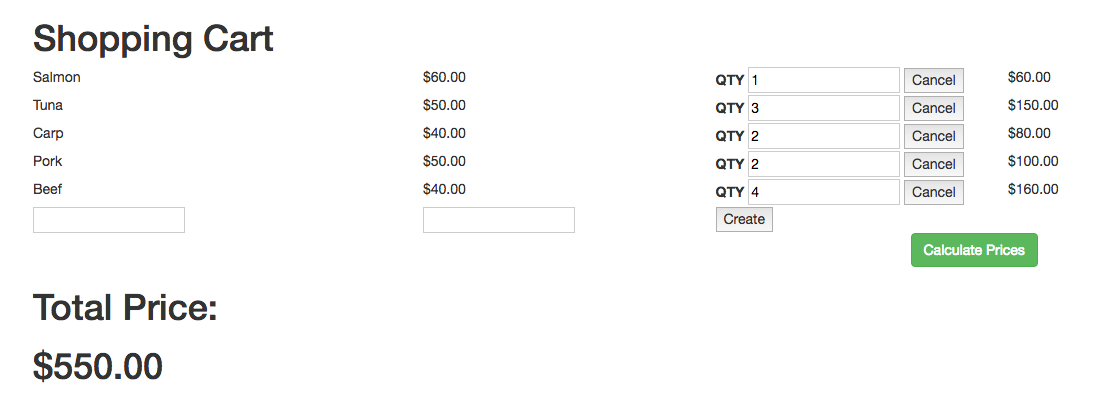 Shopping Cart
Salmon $60.00 QTY 1 Cancel $60.00
Tuna $50.00 QTY 3 Cancel $150.00
Carp $40.00 QTY 2 Cancel $80.00
Pork $50.00 QTY 2 Cancel $100.00
Beef $40.00 QTY 4 Cancel $160.00
Create
Calculate Prices
Total Price:
$550.00